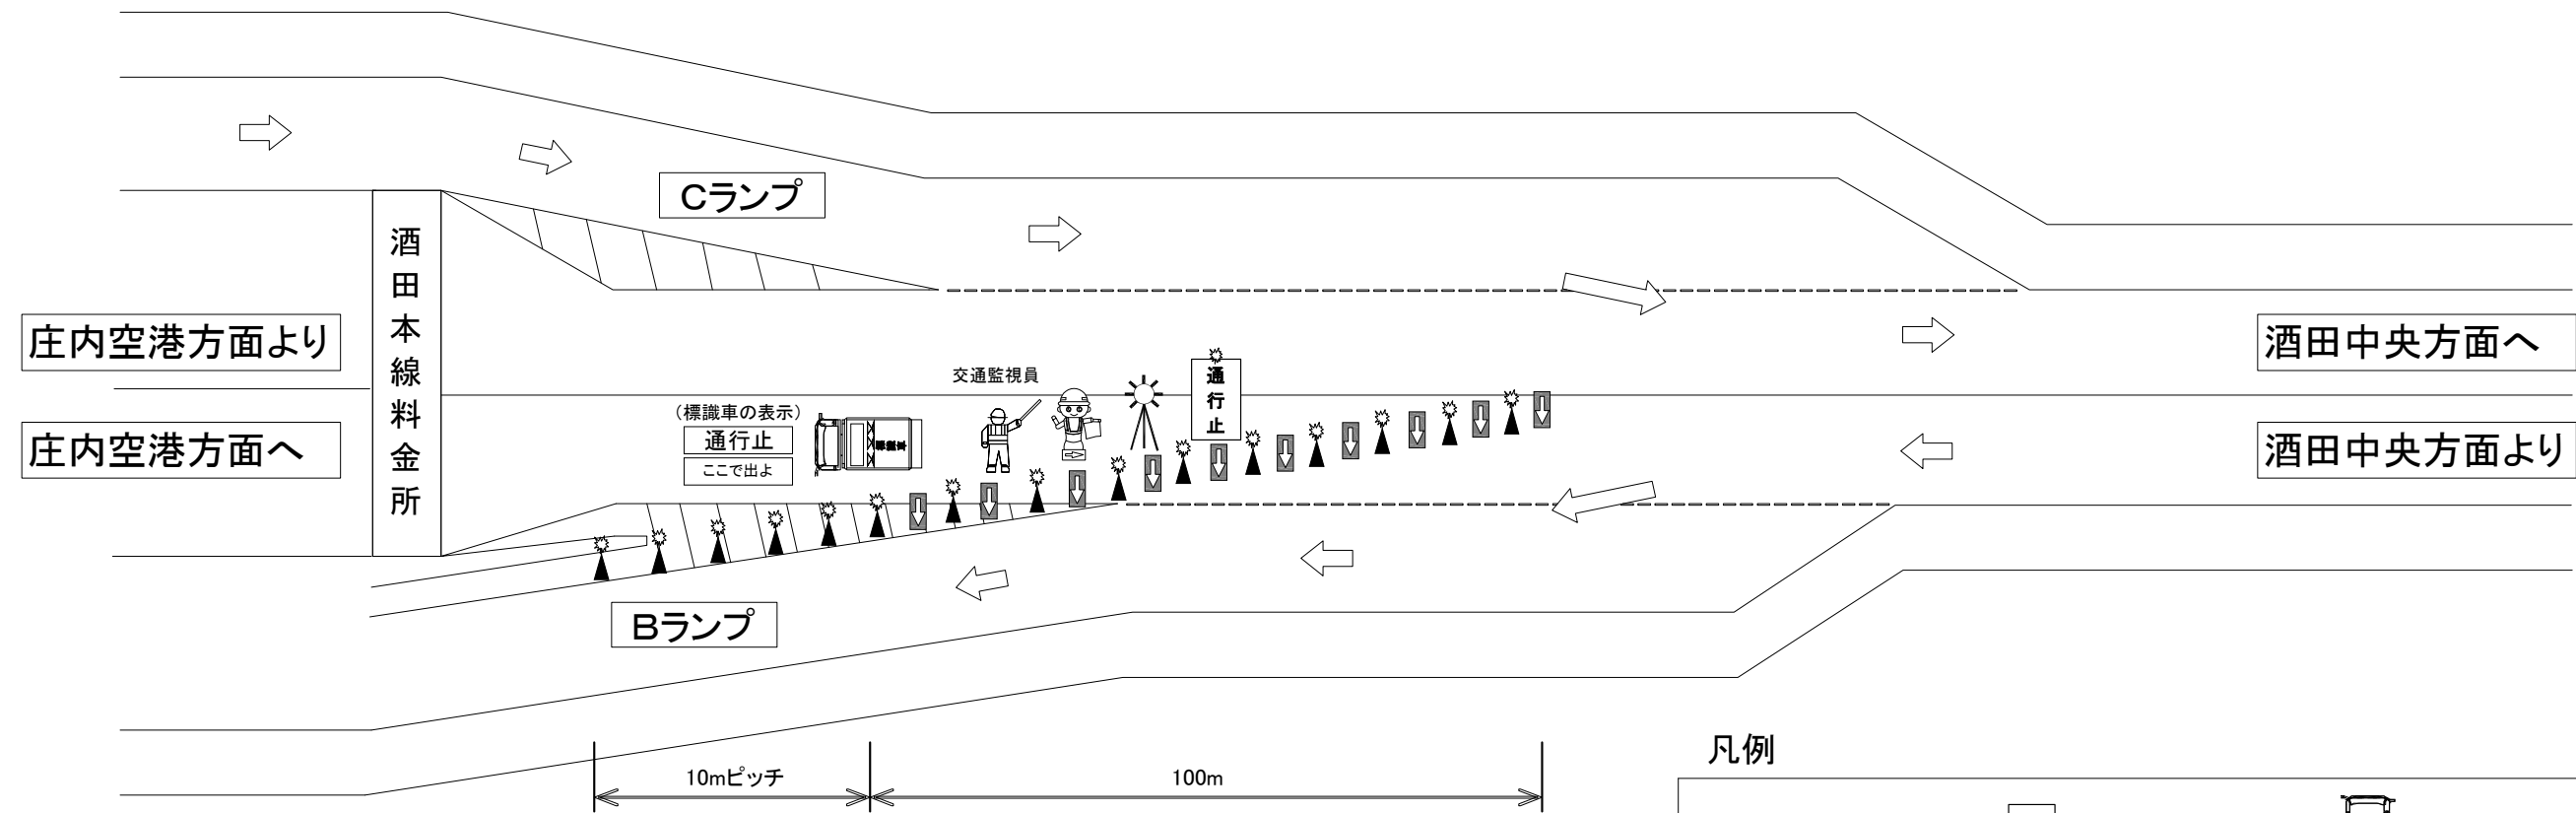 Cランプ
酒田本線料金所
庄内空港方面より
酒田中央方面へ
交通監視員
通行止
(標識車の表示)
通行止
ここで出よ
標識車
庄内空港方面へ
酒田中央方面より
Bランプ
凡例
10mピッチ
100m